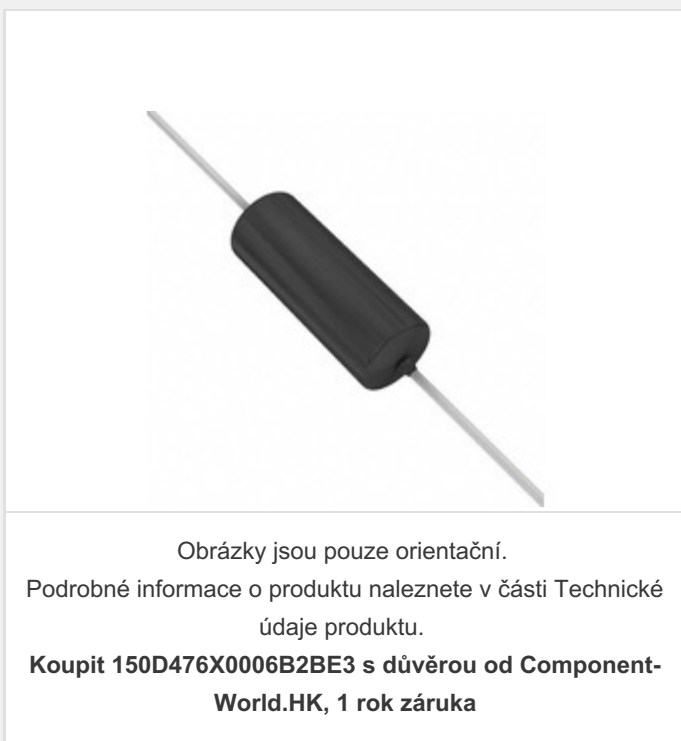 Obrázky jsou pouze orientační.
Podrobné informace o produktu naleznete v části Technické
údaje produktu.
Koupit 150D476X0006B2BE3 s důvěrou od Component-
World.HK, 1 rok záruka